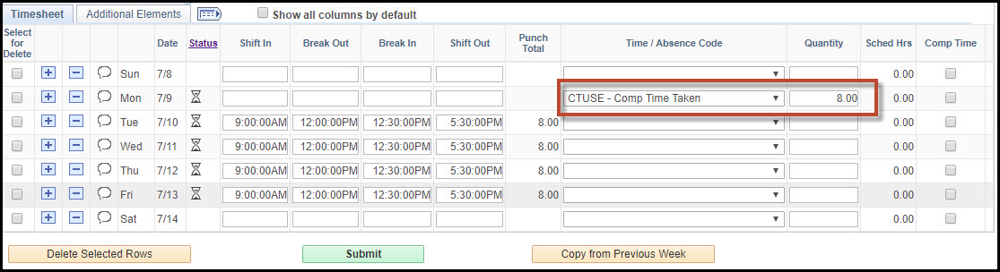 Timesheet Additional Elements Show all columns by default
Select for Delete Date Status Shift In Break Out Break In Shift Out Punch Total Time / Absence Code Quantity Sched Hrs Comp Time
Sun 7/8 0.00
Mon 7/9 CTUSE - Comp Time Taken 8.00 0.00
Tue 7/10 9:00:00AM 12:00:00PM 12:30:00PM 5:30:00PM 8.00 0.00
Wed 7/11 9:00:00AM 12:00:00PM 12:30:00PM 5:30:00PM 8.00 0.00
Thu 7/12 9:00:00AM 12:00:00PM 12:30:00PM 5:30:00PM 8.00 0.00
Fri 7/13 9:00:00AM 12:00:00PM 12:30:00PM 5:30:00PM 8.00 0.00
Sat 7/14 0.00
Delete Selected Rows Submit Copy from Previous Week